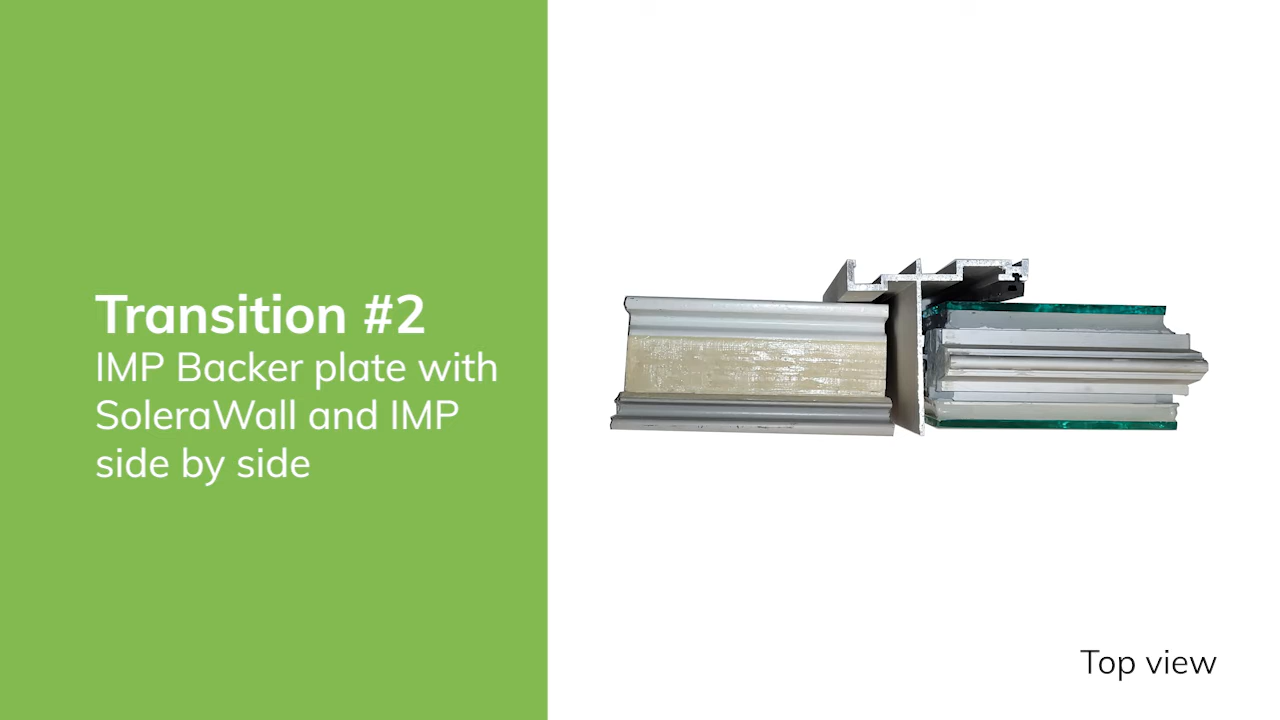 Transition #2
IMP Backer plate with
SoleraWall and IMP
side by side
Top view